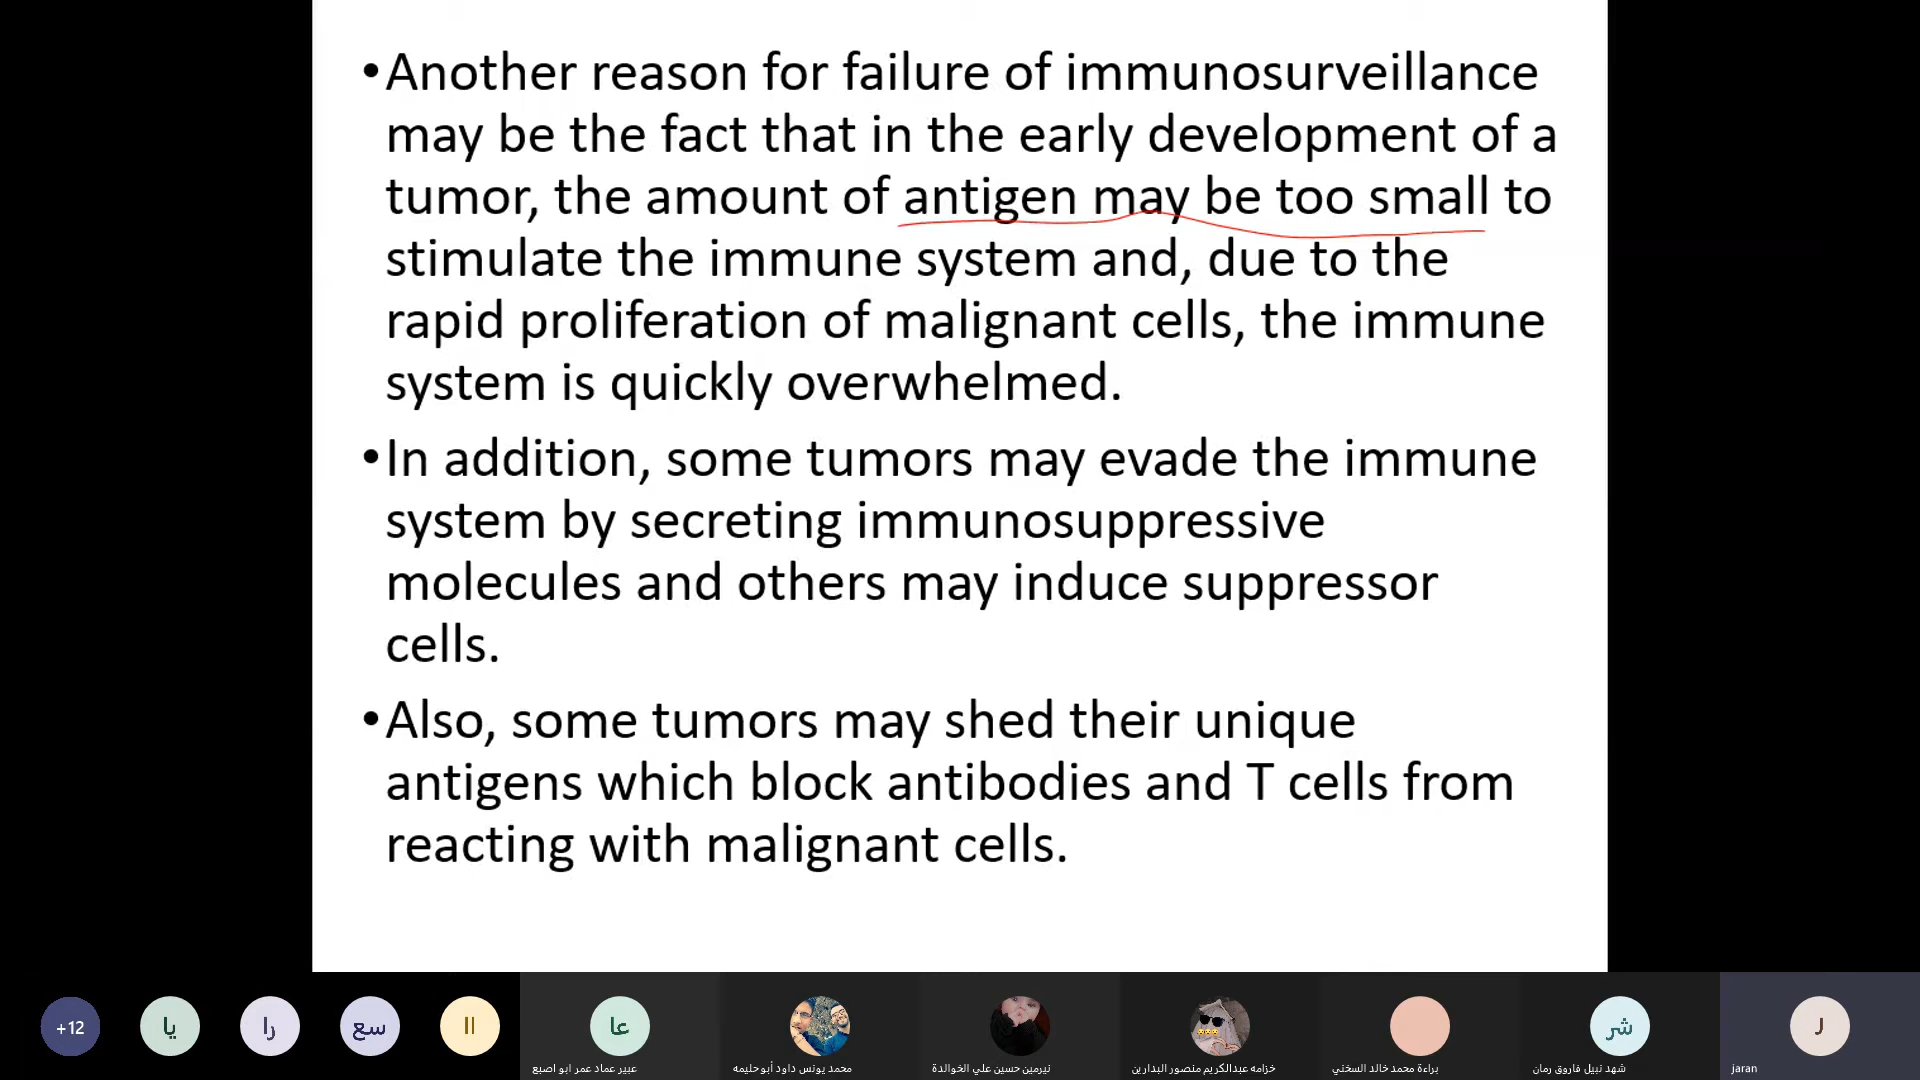 •Another reason for failure of immunosurveillance
may be the fact that in the early development of a
tumor, the amount of antigen may be too small to
stimulate the immune system and, due to the
rapid proliferation of malignant cells, the immune
system is quickly overwhelmed.
•In addition, some tumors may evade the immune
system by secreting immunosuppressive
molecules and others may induce suppressor
cells.
•Also, some tumors may shed their unique
antigens which block antibodies and T cells from
reacting with malignant cells.
+12
يا
را
سع
اا
عا
شر
J
عبير عماد عمر ابو اصبع
محمد يونس داود أبوحليمه
نيرمين حسين علي الخوالدة
خزامه عبدالكريم منصور البدارين
براءة محمد خالد السخني
شهد نبيل فاروق رمان
jaran